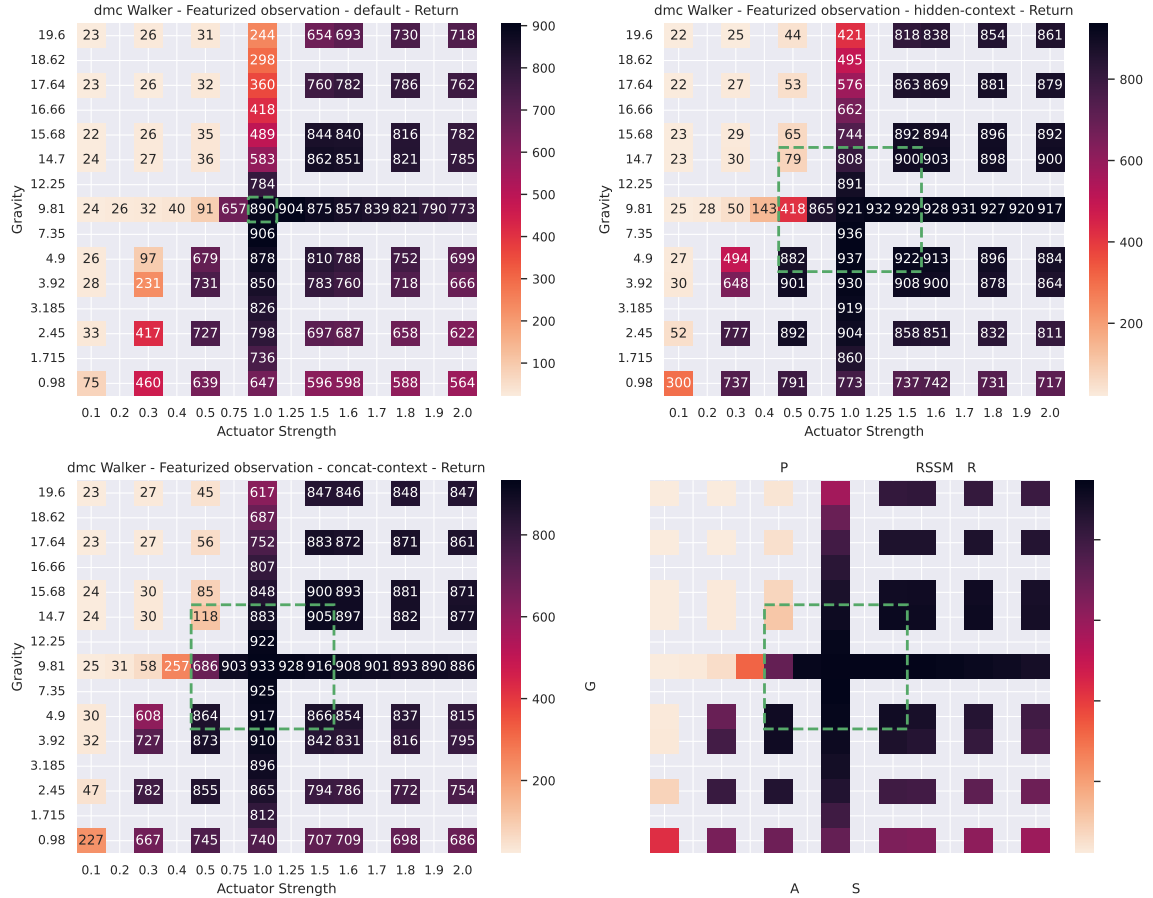 dmc Walker - Featurized observation - default - Return
19.6 23 26 31 244 654 693 730 718
18.62 298
17.64 23 26 32 360 760 782 786 762
16.66 418
15.68 22 26 35 489 844 840 816 782
14.7 24 27 36 583 862 851 821 785
12.25 784
9.81 24 26 32 40 91 657 890 904 875 857 839 821 790 773
7.35 906
4.9 26 97 679 878 810 788 752 699
3.92 28 231 731 850 783 760 718 666
3.185 826
2.45 33 417 727 798 697 687 658 622
1.715 736
0.98 75 460 639 647 596 598 588 564
0.1 0.2 0.3 0.4 0.5 0.75 1.0 1.25 1.5 1.6 1.7 1.8 1.9 2.0
Actuator Strength
Gravity
900
800
700
600
500
400
300
200
100
dmc Walker - Featurized observation - hidden-context - Return
19.6 22 25 44 421 818 838 854 861
18.62 495
17.64 22 27 53 576 863 869 881 879
16.66 662
15.68 23 29 65 744 892 894 896 892
14.7 23 30 79 808 900 903 898 900
12.25 891
9.81 25 28 50 143 418 865 921 932 929 928 931 927 920 917
7.35 936
4.9 27 494 882 937 922 913 896 884
3.92 30 648 901 930 908 900 878 864
3.185 919
2.45 52 777 892 904 858 851 832 811
1.715 860
0.98 300 737 791 773 737 742 731 717
0.1 0.2 0.3 0.4 0.5 0.75 1.0 1.25 1.5 1.6 1.7 1.8 1.9 2.0
Actuator Strength
Gravity
800
600
400
200
dmc Walker - Featurized observation - concat-context - Return
19.6 23 27 45 617 847 846 848 847
18.62 687
17.64 23 27 56 752 883 872 871 861
16.66 807
15.68 24 30 85 848 900 893 881 871
14.7 24 30 118 883 905 897 882 877
12.25 922
9.81 25 31 58 257 686 903 933 928 916 908 901 893 890 886
7.35 925
4.9 30 608 864 917 866 854 837 815
3.92 32 727 873 910 842 831 816 795
3.185 896
2.45 47 782 855 865 794 786 772 754
1.715 812
0.98 227 667 745 740 707 709 698 686
0.1 0.2 0.3 0.4 0.5 0.75 1.0 1.25 1.5 1.6 1.7 1.8 1.9 2.0
Actuator Strength
Gravity
800
600
400
200
P RSSM R
G
A S